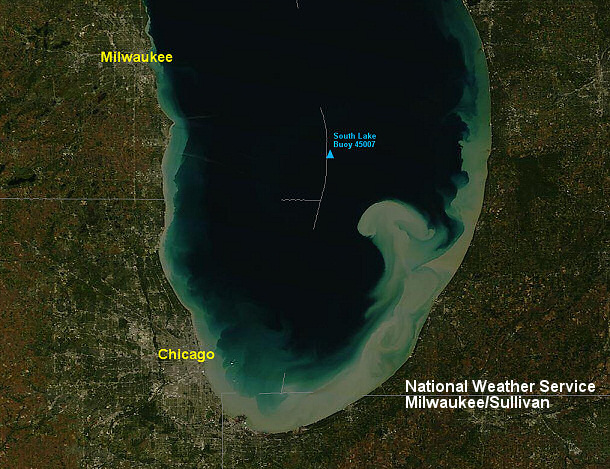 Milwaukee
South Lake
Buoy 45007
Chicago
National Weather Service
Milwaukee/Sullivan